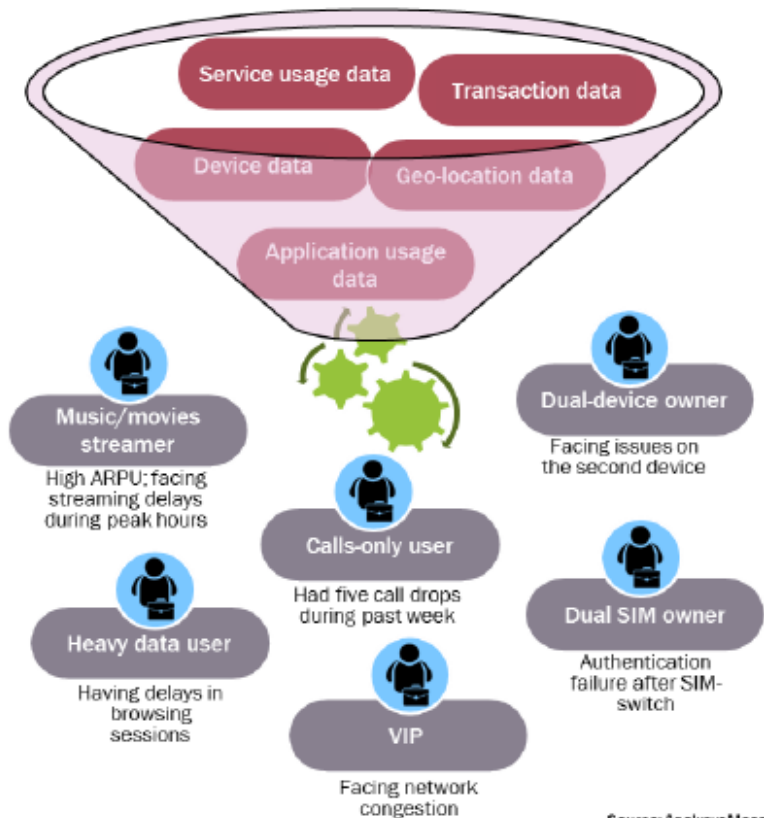 Service usage data
Transaction data
Device data
Geo-location data
Application usage
data
Music/movies
streamer
High ARPU; facing
streaming delays
during peak hours
Dual-device owner
Facing issues on
the second device
Calls-only user
Had five call drops
during past week
Heavy data user
Having delays in
browsing
sessions
Dual SIM owner
Authentication
failure after SIM-
switch
VIP
Facing network
congestion